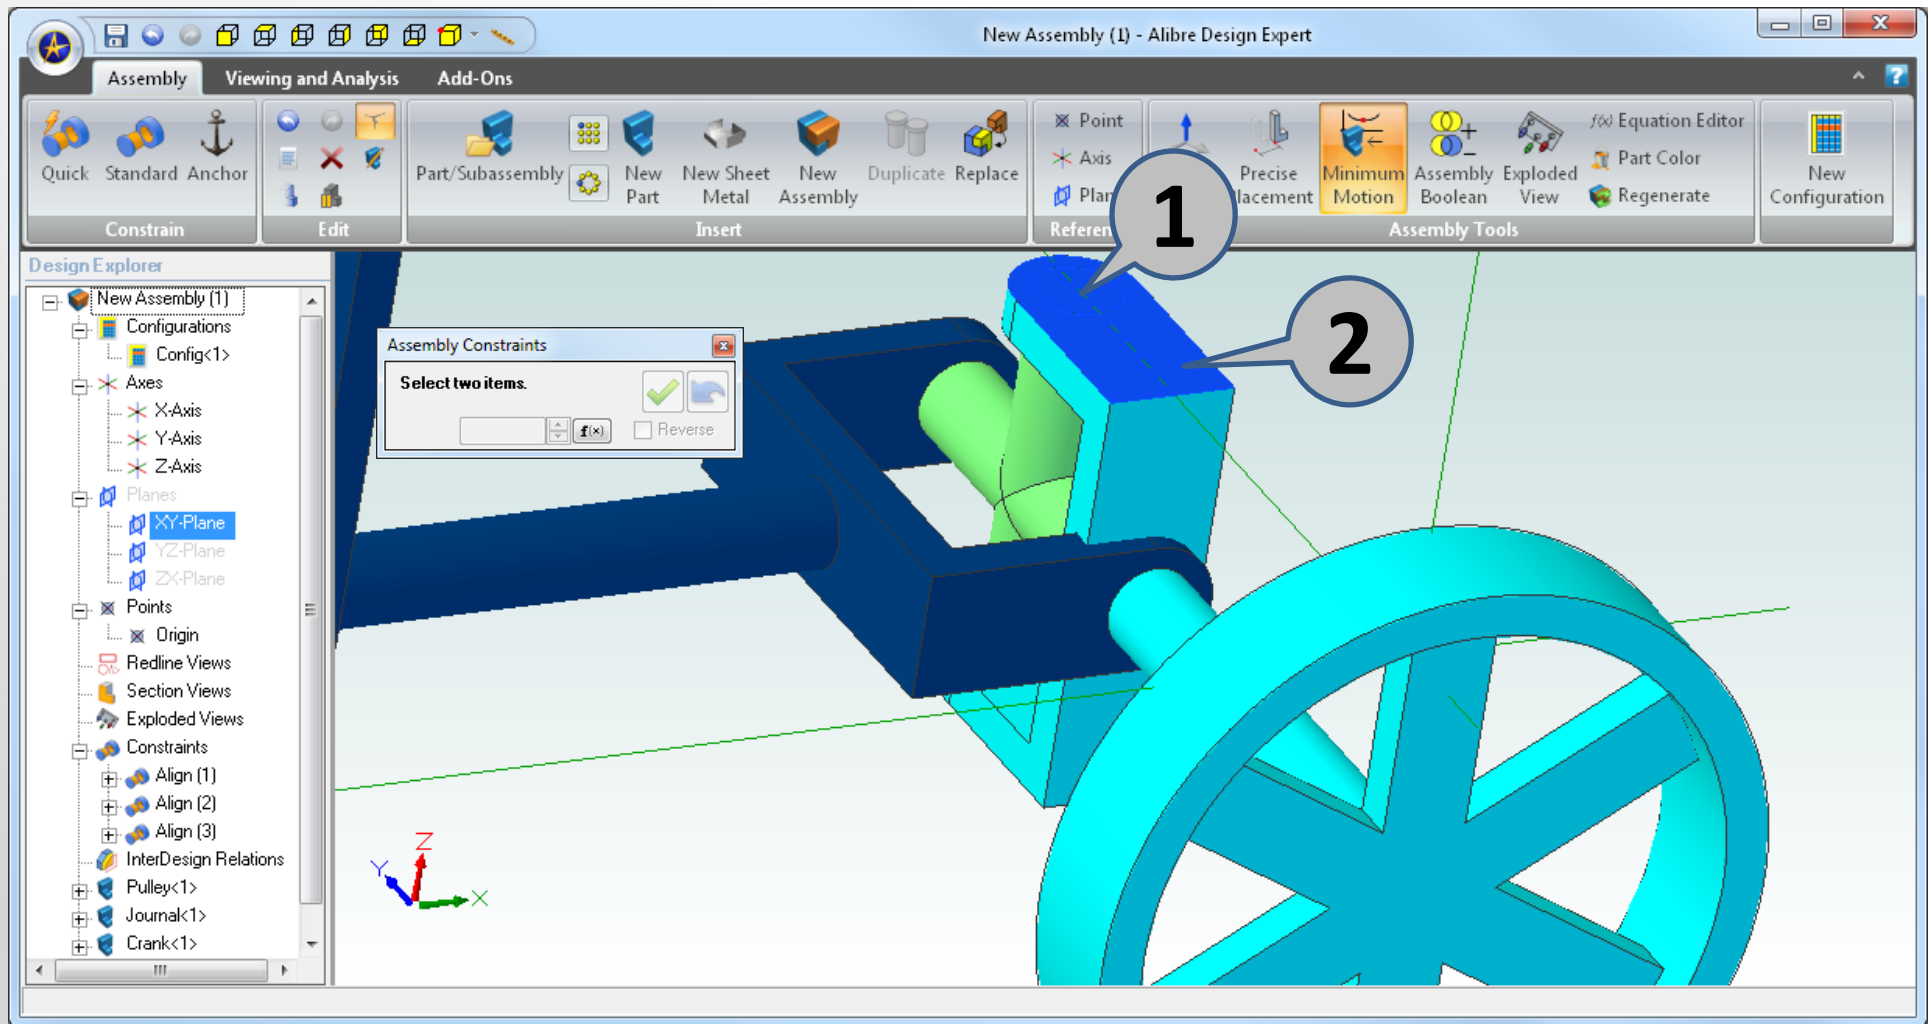 New Assembly (1) - Alibre Design Expert
Assembly Viewing and Analysis Add-Ons
Quick Standard Anchor
Constrain
Edit
Part/Subassembly
New Part
New Sheet Metal
New Assembly
Duplicate
Replace
Insert
Point
Axis
Precise
Minimum Motion
Assembly Boolean
Exploded View
f(x) Equation Editor
Part Color
Regenerate
Assembly Tools
New Configuration
1
2
Design Explorer
New Assembly (1)
Configurations
Config<1>
Axes
X-Axis
Y-Axis
Z-Axis
Planes
XY-Plane
YZ-Plane
ZX-Plane
Points
Origin
Redline Views
Section Views
Exploded Views
Constraints
Align (1)
Align (2)
Align (3)
InterDesign Relations
Pulley<1>
Journal<1>
Crank<1>
Assembly Constraints
Select two items.
f(x)
Reverse
Z
Y
X